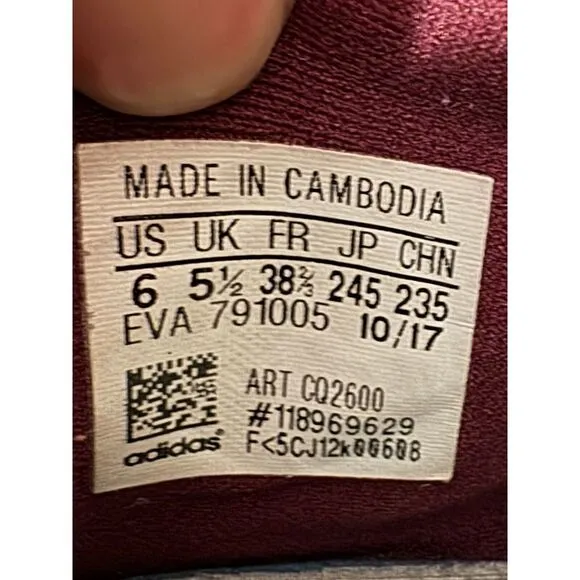 MADE IN CAMBODIA
US UK FR JP CHN
6 5½ 38⅔ 245 235
EVA 791005 10/17
ART CQ2600
#118969629
adidas F<5CJ12k00608